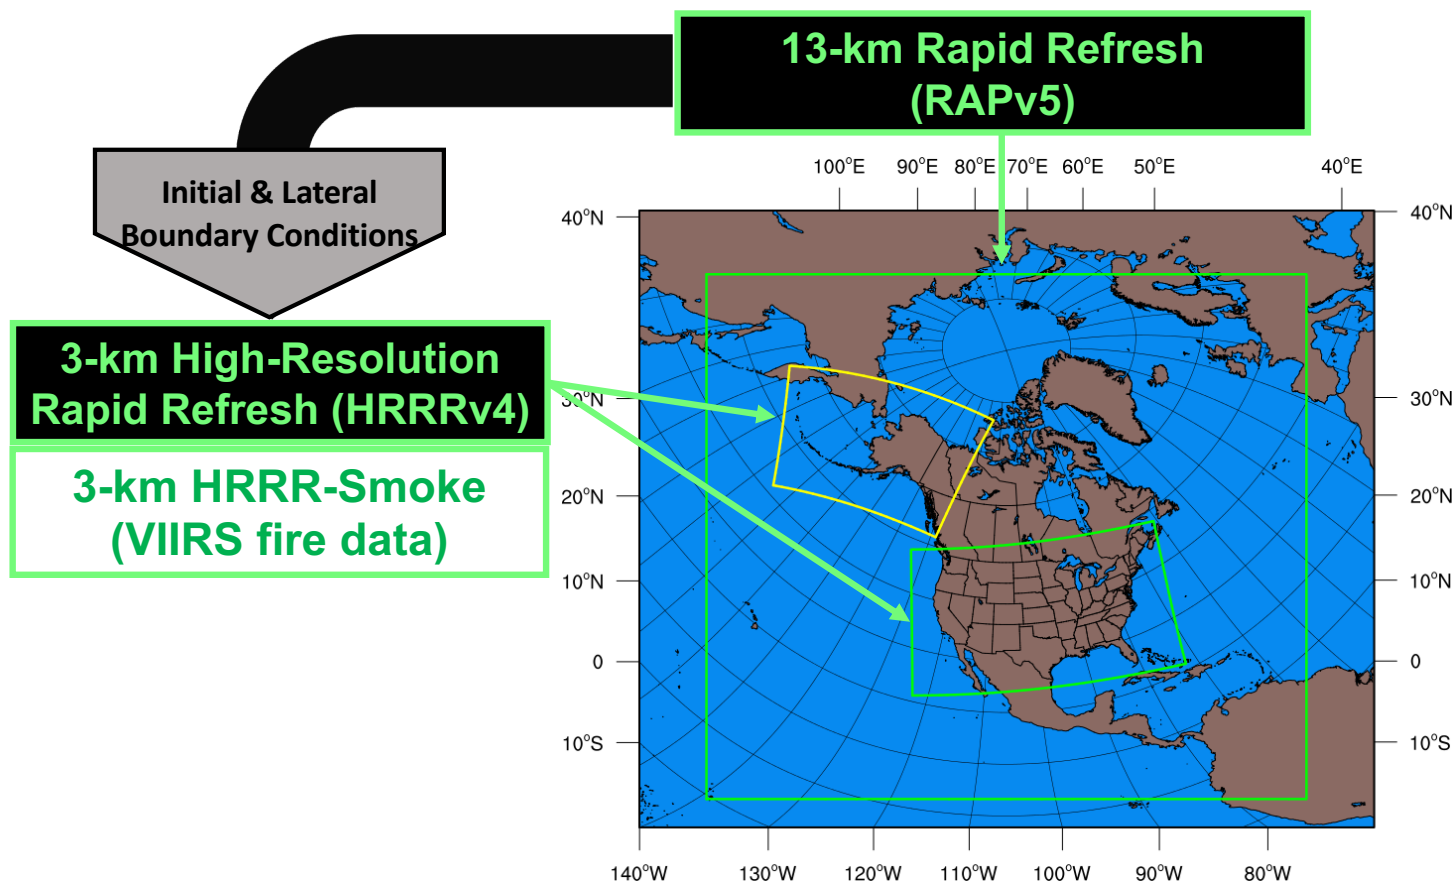 13-km Rapid Refresh
(RAPv5)
Initial & Lateral
Boundary Conditions
3-km High-Resolution
Rapid Refresh (HRRRv4)
3-km HRRR-Smoke
(VIIRS fire data)
100°E 90°E 80°E 70°E 60°E 50°E 40°E
40°N 40°N
30°N 30°N
20°N 20°N
10°N 10°N
0 0
10°S 10°S
140°W 130°W 120°W 110°W 100°W 90°W 80°W